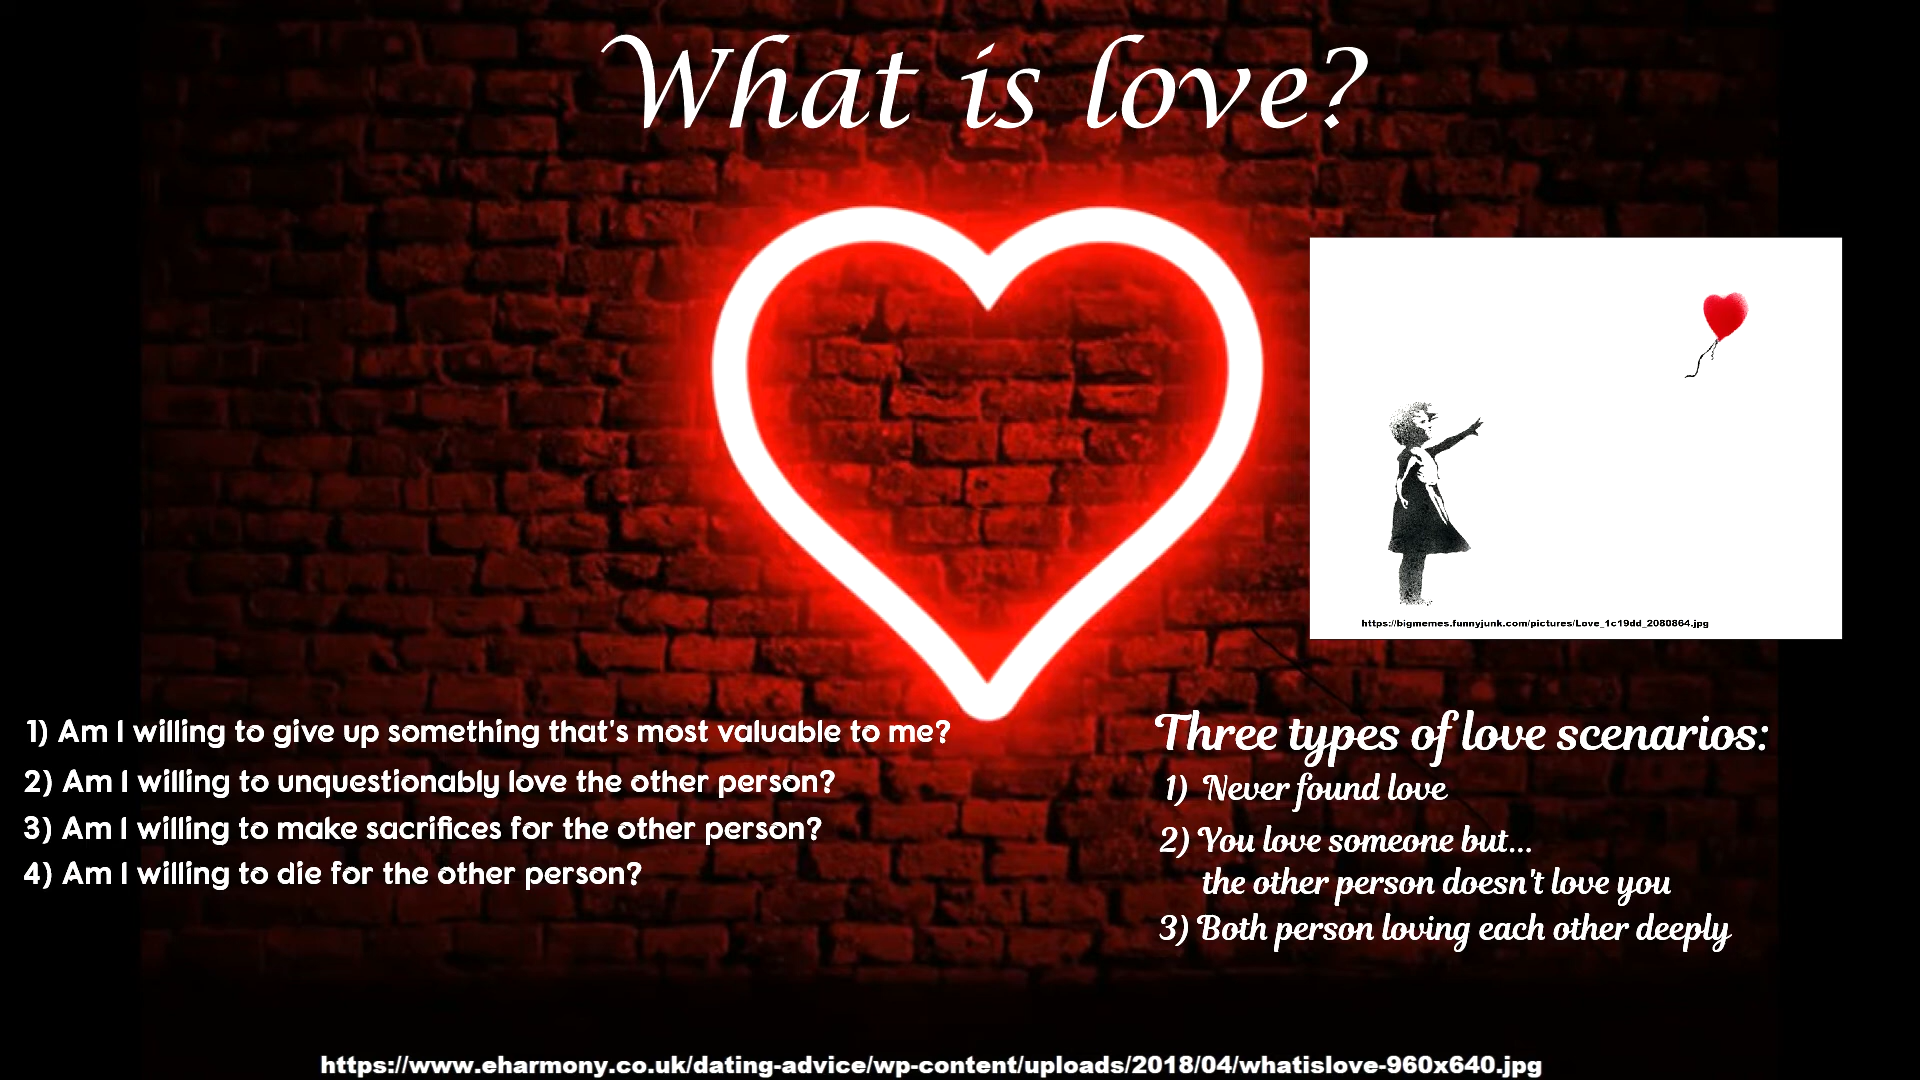 What is love?
https://bigmemes.funnyjunk.com/pictures/Love_1c19dd_2080864.jpg
1) Am I willing to give up something that's most valuable to me?
2) Am I willing to unquestionably love the other person?
3) Am I willing to make sacrifices for the other person?
4) Am I willing to die for the other person?
Three types of love scenarios:
1) Never found love
2) You love someone but...
the other person doesn't love you
3) Both person loving each other deeply
https://www.eharmony.co.uk/dating-advice/wp-content/uploads/2018/04/whatislove-960x640.jpg